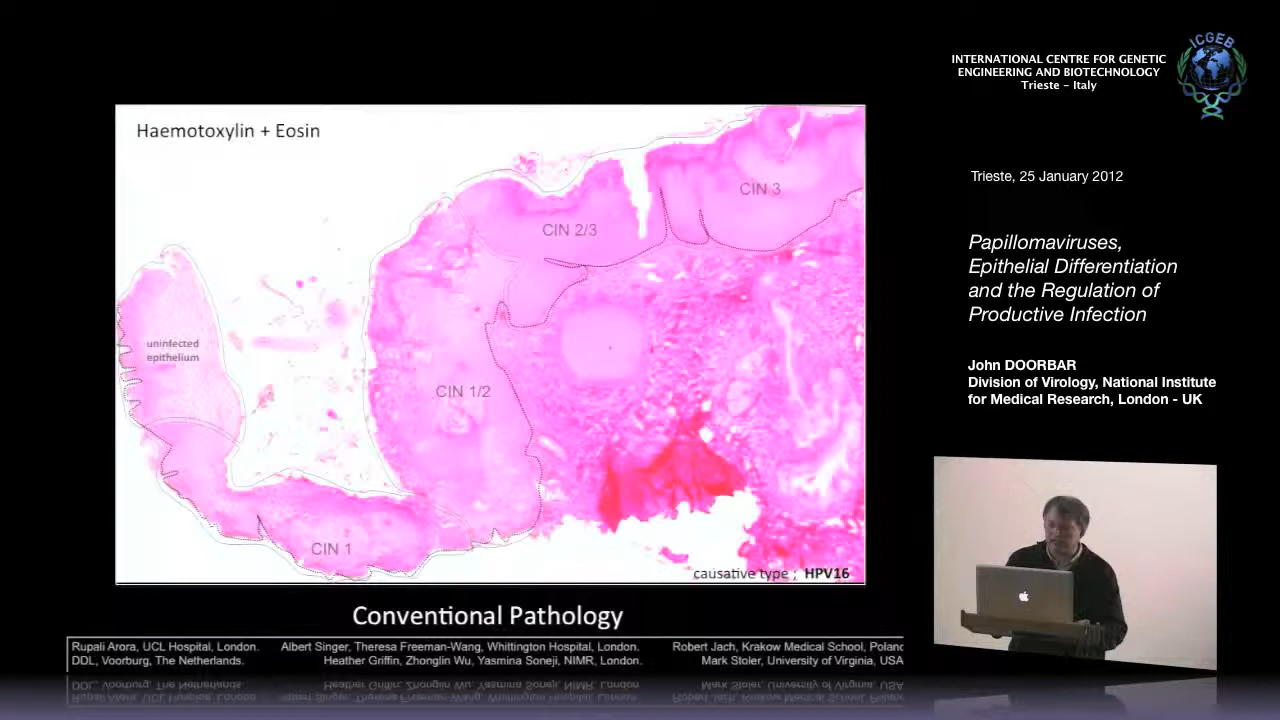 INTERNATIONAL CENTRE FOR GENETIC
ENGINEERING AND BIOTECHNOLOGY
Trieste - Italy
ICGEB
Trieste, 25 January 2012
Papillomaviruses,
Epithelial Differentiation
and the Regulation of
Productive Infection
John DOORBAR
Division of Virology, National Institute
for Medical Research, London - UK
Haemotoxylin + Eosin
CIN 3
CIN 2/3
uninfected
epithelium
CIN 1/2
CIN 1
causative type ; HPV16
Conventional Pathology
Rupali Arora, UCL Hospital, London.
DDL, Voorburg, The Netherlands.
Albert Singer, Theresa Freeman-Wang, Whittington Hospital, London.
Heather Griffin, Zhonglin Wu, Yasmina Soneji, NIMR, London.
Robert Jach, Krakow Medical School, Poland
Mark Stoler, University of Virginia, USA